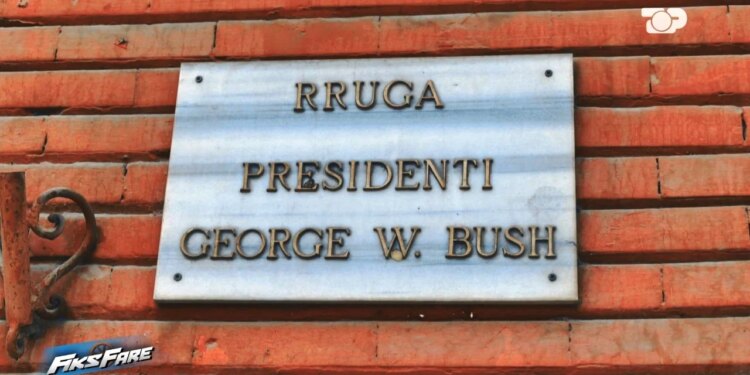 RRUGA
PRESIDENTI
GEORGE W. BUSH
FIKSFARE